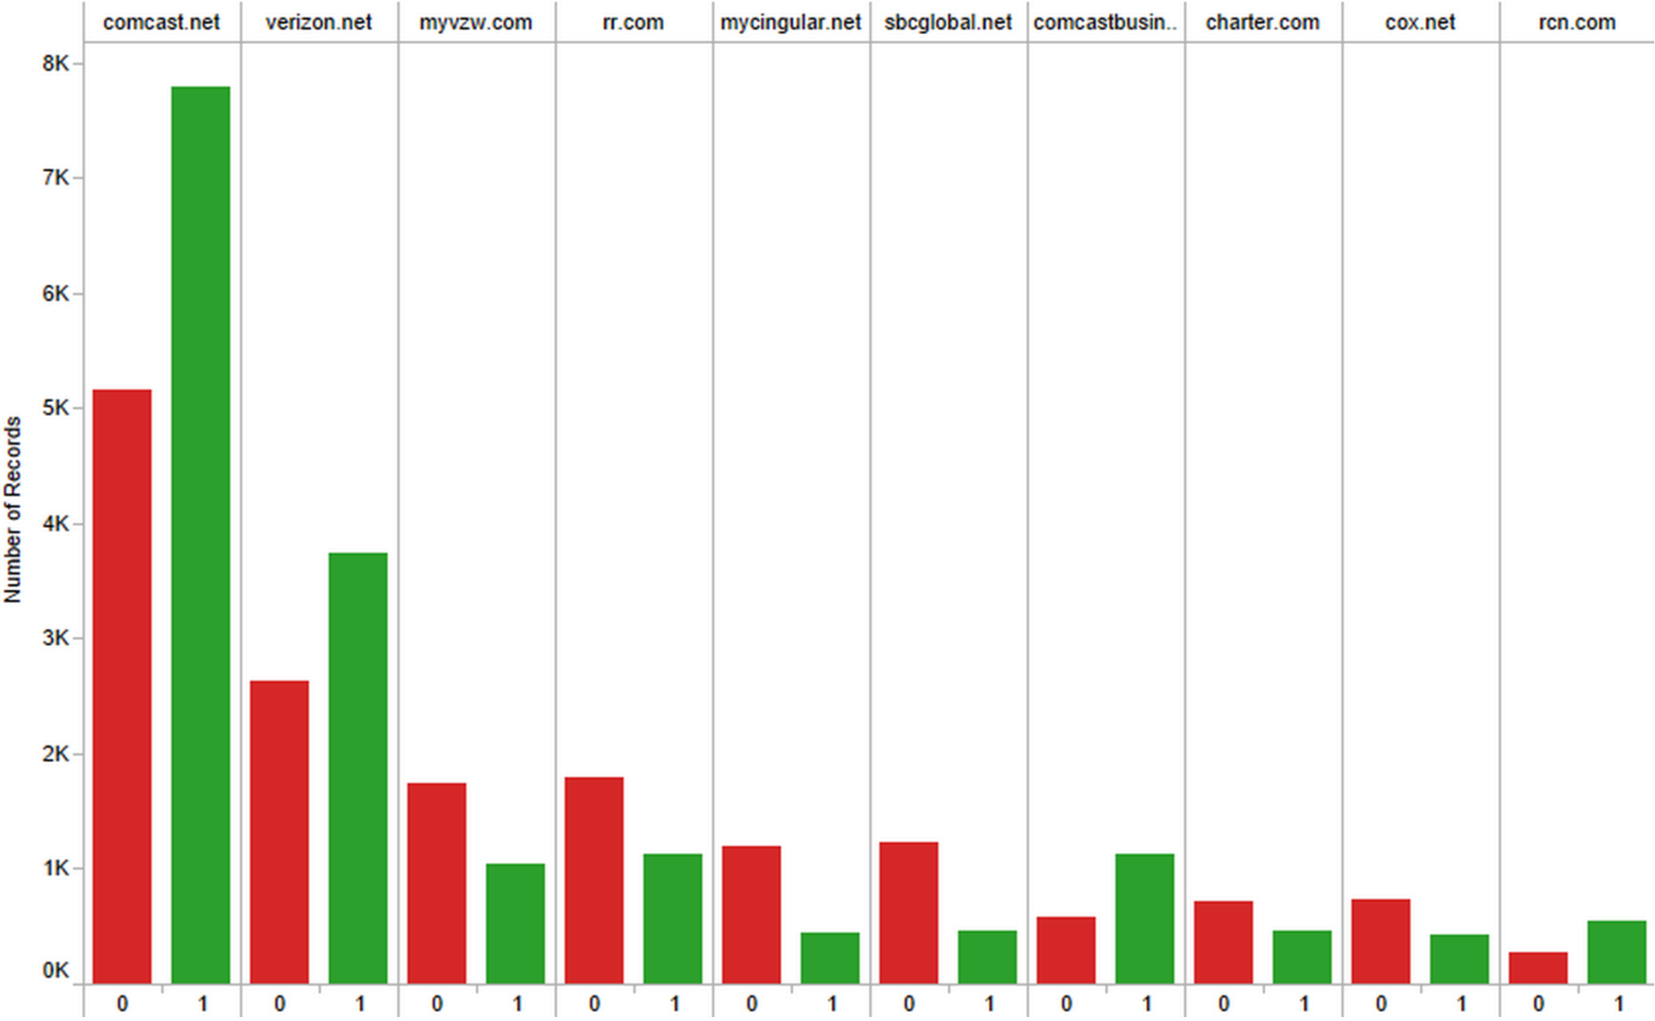 comcast.net verizon.net myvzw.com rr.com mycingular.net sbcglobal.net comcastbusin.. charter.com cox.net rcn.com
8K
7K
6K
5K
4K
3K
2K
1K
0K
Number of Records
0 1 0 1 0 1 0 1 0 1 0 1 0 1 0 1 0 1 0 1